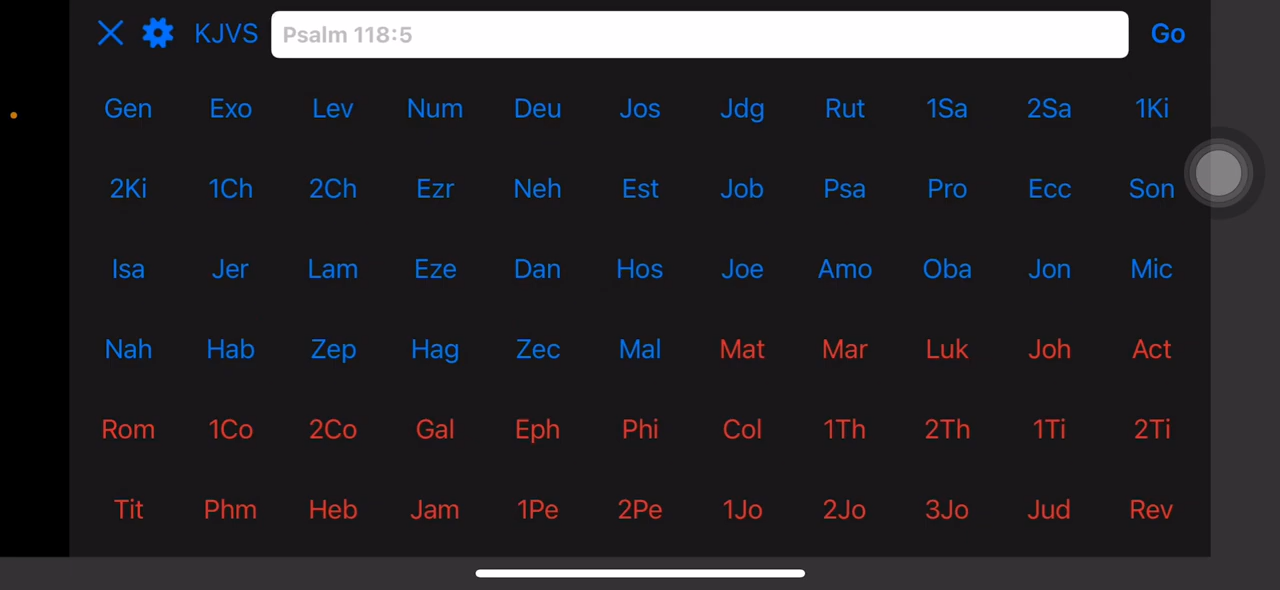 KJVS Psalm 118:5 Go
Gen Exo Lev Num Deu Jos Jdg Rut 1Sa 2Sa 1Ki
2Ki 1Ch 2Ch Ezr Neh Est Job Psa Pro Ecc Son
Isa Jer Lam Eze Dan Hos Joe Amo Oba Jon Mic
Nah Hab Zep Hag Zec Mal Mat Mar Luk Joh Act
Rom 1Co 2Co Gal Eph Phi Col 1Th 2Th 1Ti 2Ti
Tit Phm Heb Jam 1Pe 2Pe 1Jo 2Jo 3Jo Jud Rev